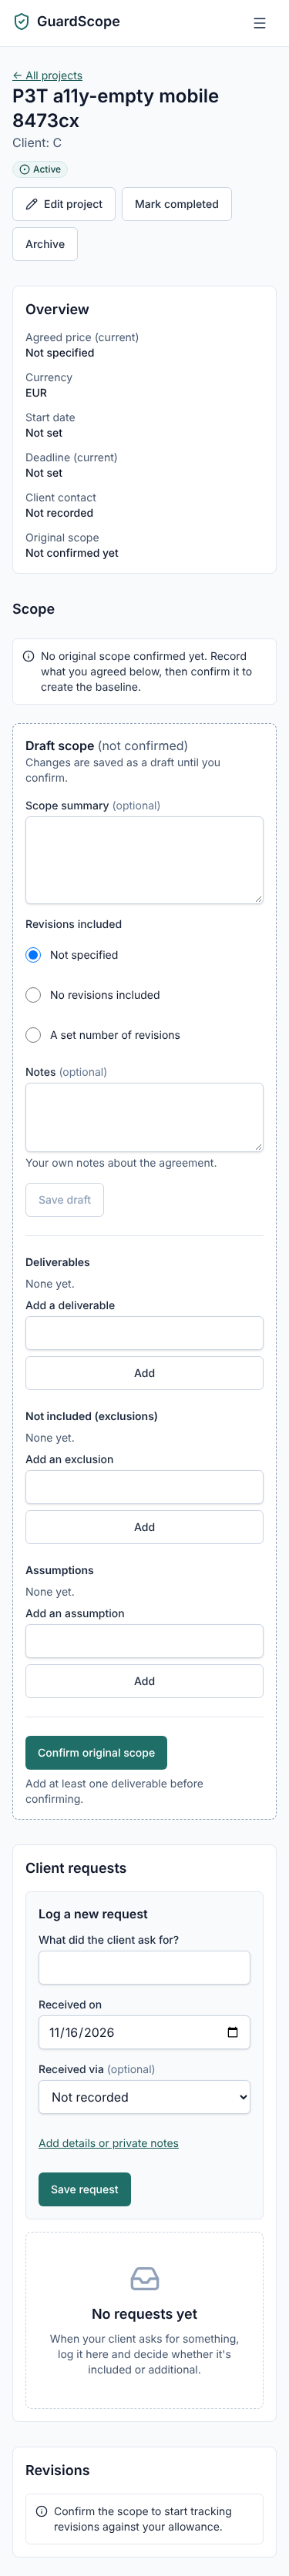 GuardScope
← All projects
P3T a11y-empty mobile
8473cx
Client: C
Active
Edit project
Mark completed
Archive
Overview
Agreed price (current)
Not specified
Currency
EUR
Start date
Not set
Deadline (current)
Not set
Client contact
Not recorded
Original scope
Not confirmed yet
Scope
No original scope confirmed yet. Record
what you agreed below, then confirm it to
create the baseline.
Draft scope (not confirmed)
Changes are saved as a draft until you
confirm.
Scope summary (optional)
Revisions included
Not specified
No revisions included
A set number of revisions
Notes (optional)
Your own notes about the agreement.
Save draft
Deliverables
None yet.
Add a deliverable
Add
Not included (exclusions)
None yet.
Add an exclusion
Add
Assumptions
None yet.
Add an assumption
Add
Confirm original scope
Add at least one deliverable before
confirming.
Client requests
Log a new request
What did the client ask for?
Received on
11/16/2026
Received via (optional)
Not recorded
Add details or private notes
Save request
No requests yet
When your client asks for something,
log it here and decide whether it's
included or additional.
Revisions
Confirm the scope to start tracking
revisions against your allowance.